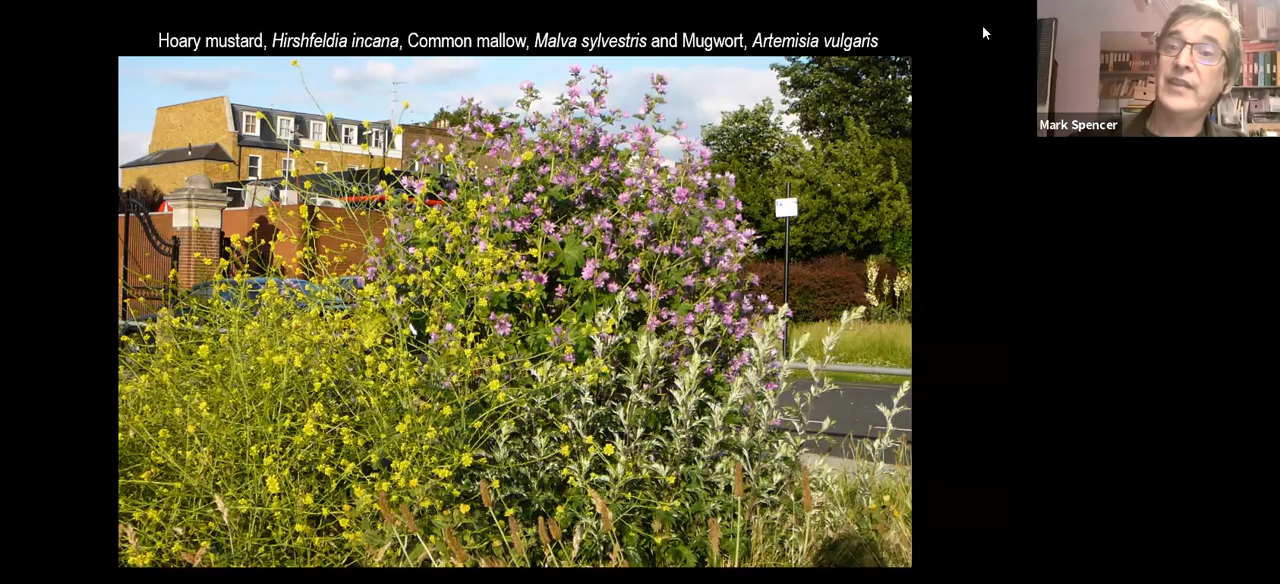 Hoary mustard, Hirshfeldia incana, Common mallow, Malva sylvestris and Mugwort, Artemisia vulgaris
Mark Spencer